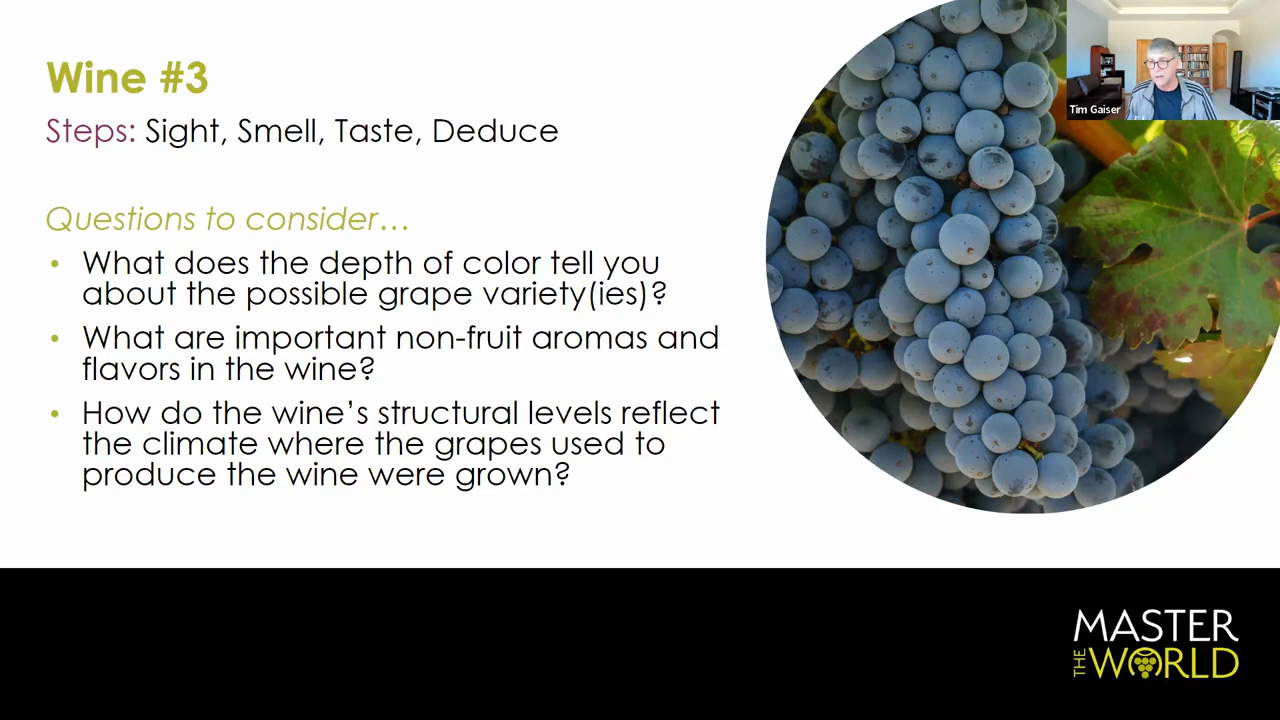 Wine #3
Steps: Sight, Smell, Taste, Deduce
Questions to consider…
• What does the depth of color tell you
about the possible grape variety(ies)?
• What are important non-fruit aromas and
flavors in the wine?
• How do the wine’s structural levels reflect
the climate where the grapes used to
produce the wine were grown?
Tim Gaiser
MASTER
THE WORLD